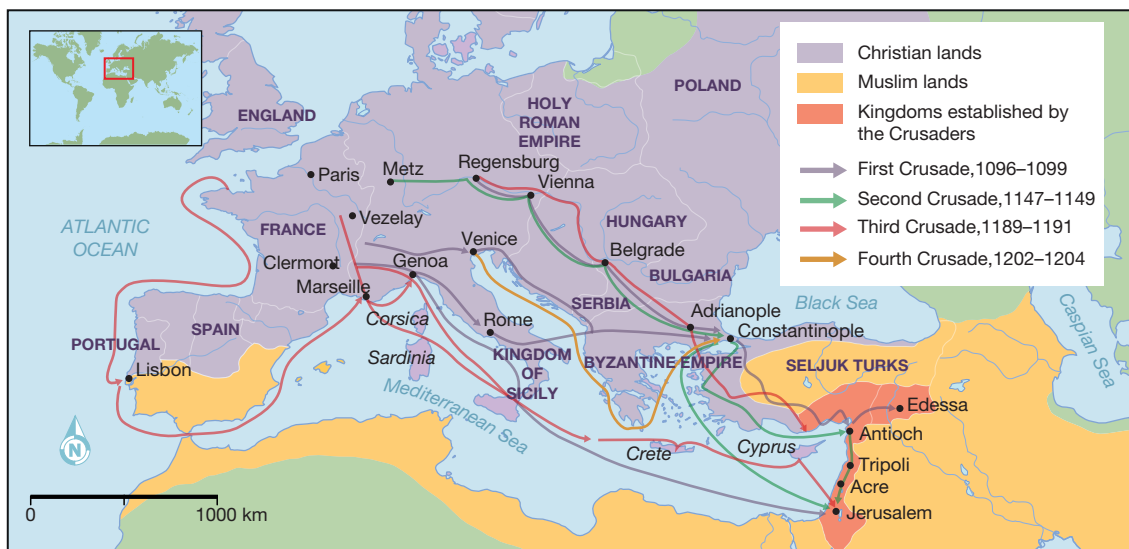 Christian lands
Muslim lands
Kingdoms established by
the Crusaders
First Crusade,1096–1099
Second Crusade,1147–1149
Third Crusade,1189–1191
Fourth Crusade,1202–1204
POLAND
ENGLAND
HOLY
ROMAN
EMPIRE
Paris
Metz
Regensburg
Vienna
Vezelay
ATLANTIC
OCEAN
FRANCE
HUNGARY
Venice
Belgrade
Clermont
Genoa
BULGARIA
Marseille
SERBIA
Black Sea
Caspian Sea
Corsica
Adrianople
SPAIN
Rome
Constantinople
PORTUGAL
Sardinia
KINGDOM
OF
SICILY
BYZANTINE EMPIRE
SELJUK TURKS
Lisbon
Mediterranean Sea
Edessa
Antioch
Crete
Cyprus
N
Tripoli
Acre
Jerusalem
0
1000 km